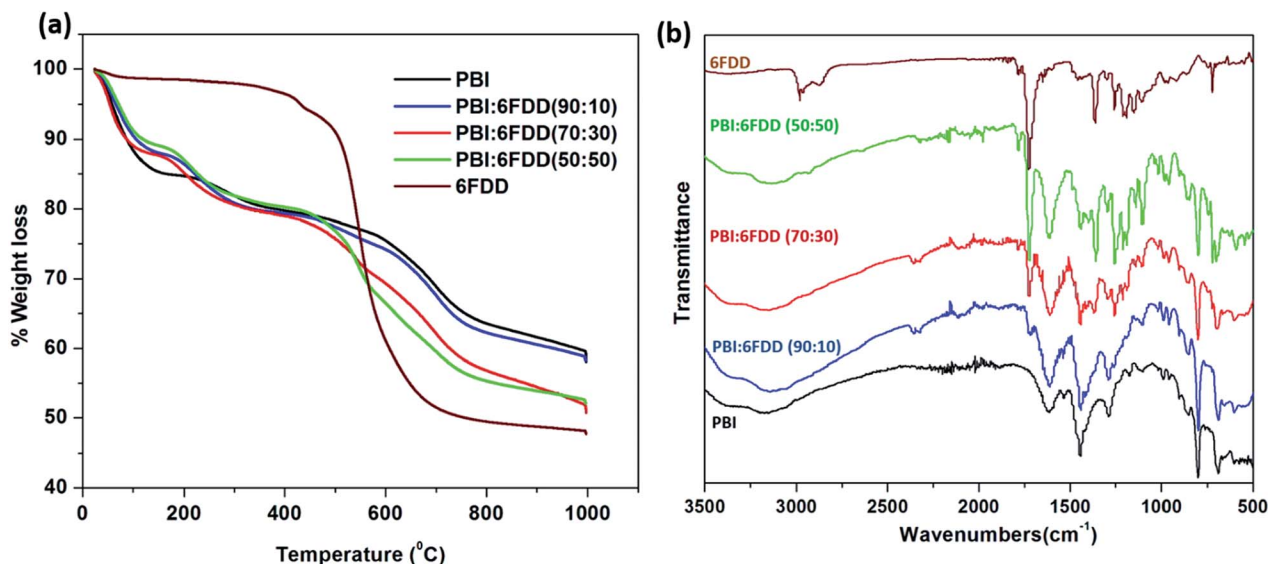 (a)
100
90
80
70
60
50
40
% Weight loss
0
200
400
600
800
1000
Temperature (⁰C)
PBI
PBI:6FDD(90:10)
PBI:6FDD(70:30)
PBI:6FDD(50:50)
6FDD
(b)
6FDD
PBI:6FDD (50:50)
PBI:6FDD (70:30)
PBI:6FDD (90:10)
PBI
Transmittance
3500
3000
2500
2000
1500
1000
500
Wavenumbers(cm⁻¹)